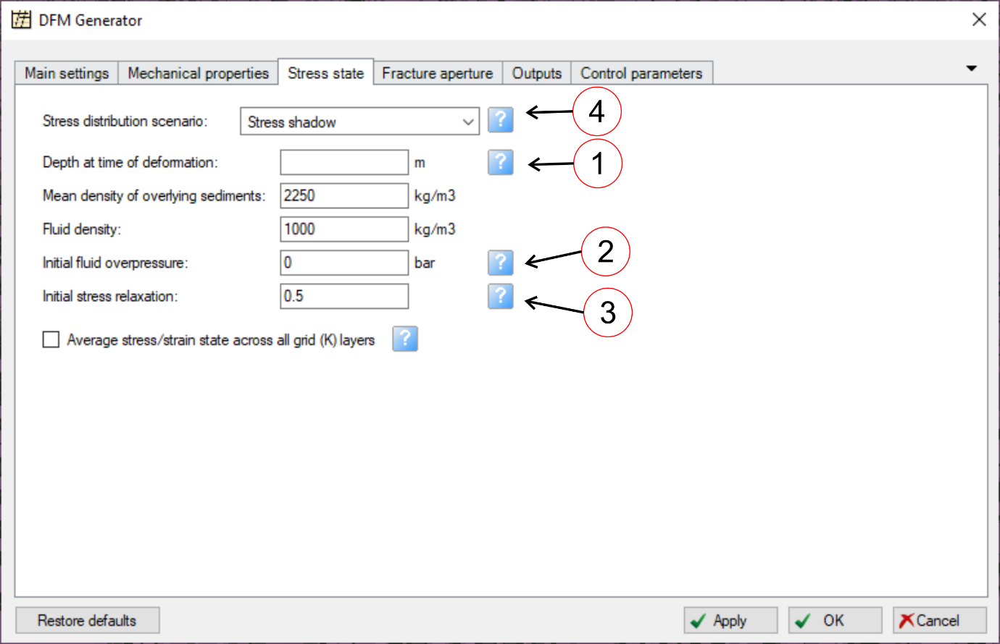 DFM Generator
Main settings Mechanical properties Stress state Fracture aperture Outputs Control parameters
Stress distribution scenario: Stress shadow ? 4
Depth at time of deformation: m ? 1
Mean density of overlying sediments: 2250 kg/m3
Fluid density: 1000 kg/m3
Initial fluid overpressure: 0 bar ? 2
Initial stress relaxation: 0.5 ? 3
Average stress/strain state across all grid (K) layers ?
Restore defaults Apply OK Cancel